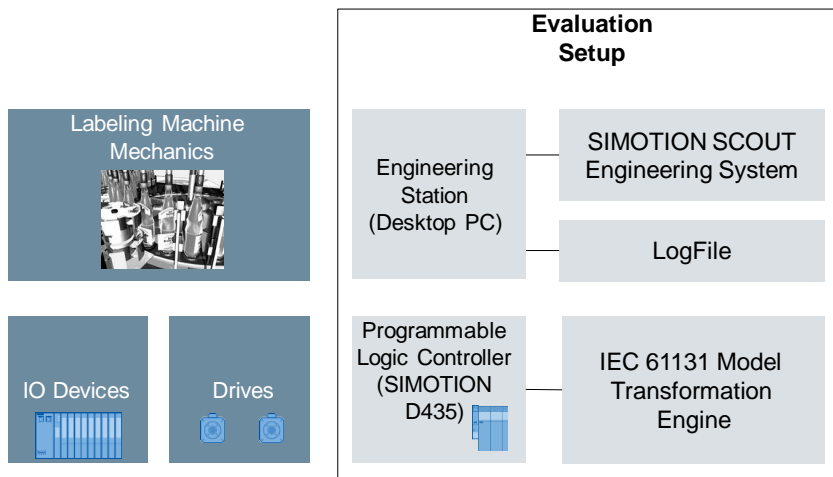 Evaluation
Setup
Labeling Machine
Mechanics
Engineering
Station
(Desktop PC)
SIMOTION SCOUT
Engineering System
LogFile
IO Devices
Drives
Programmable
Logic Controller
(SIMOTION
D435)
IEC 61131 Model
Transformation
Engine